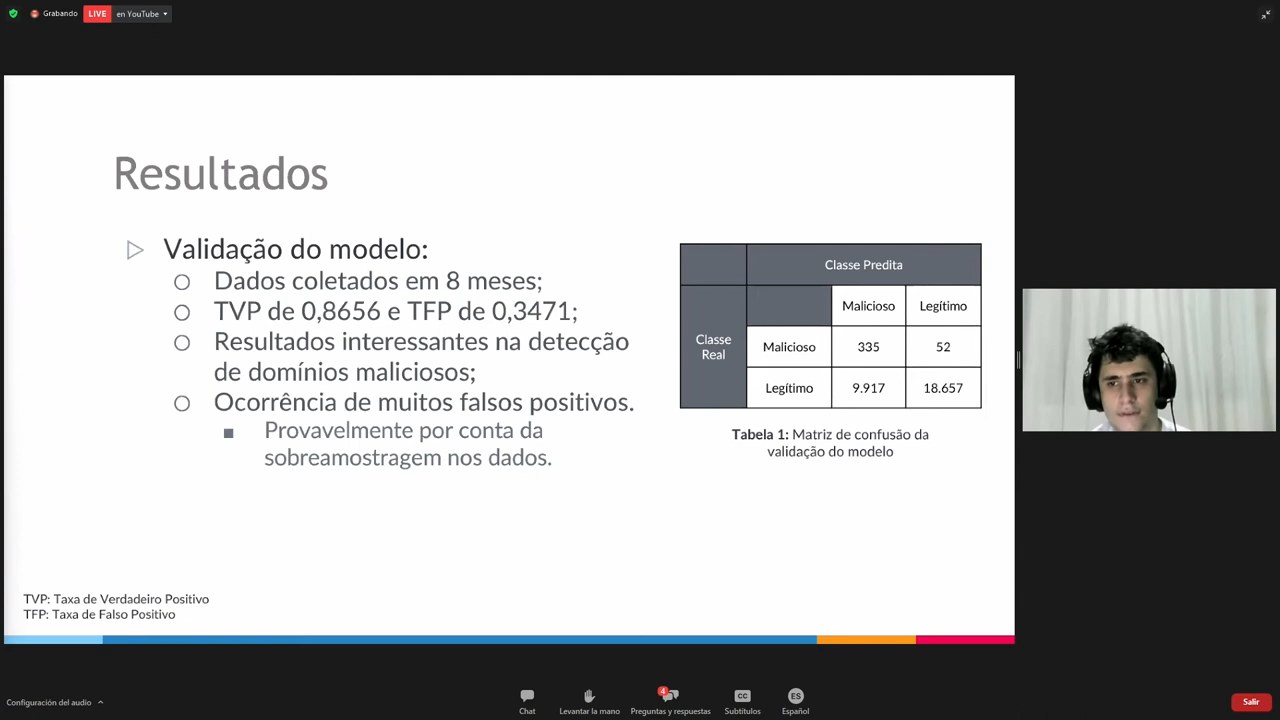 Grabando
LIVE
en YouTube
Resultados
Validação do modelo:
Dados coletados em 8 meses;
TVP de 0,8656 e TFP de 0,3471;
Resultados interessantes na detecção
de domínios maliciosos;
Ocorrência de muitos falsos positivos.
Provavelmente por conta da
sobreamostragem nos dados.
Classe Predita
Malicioso Legítimo
Classe
Real
Malicioso 335 52
Legítimo 9.917 18.657
Tabela 1: Matriz de confusão da
validação do modelo
TVP: Taxa de Verdadeiro Positivo
TFP: Taxa de Falso Positivo
Configuración del audio
Chat
Levantar la mano
4
Preguntas y respuestas
CC
Subtítulos
ES
Español
Salir